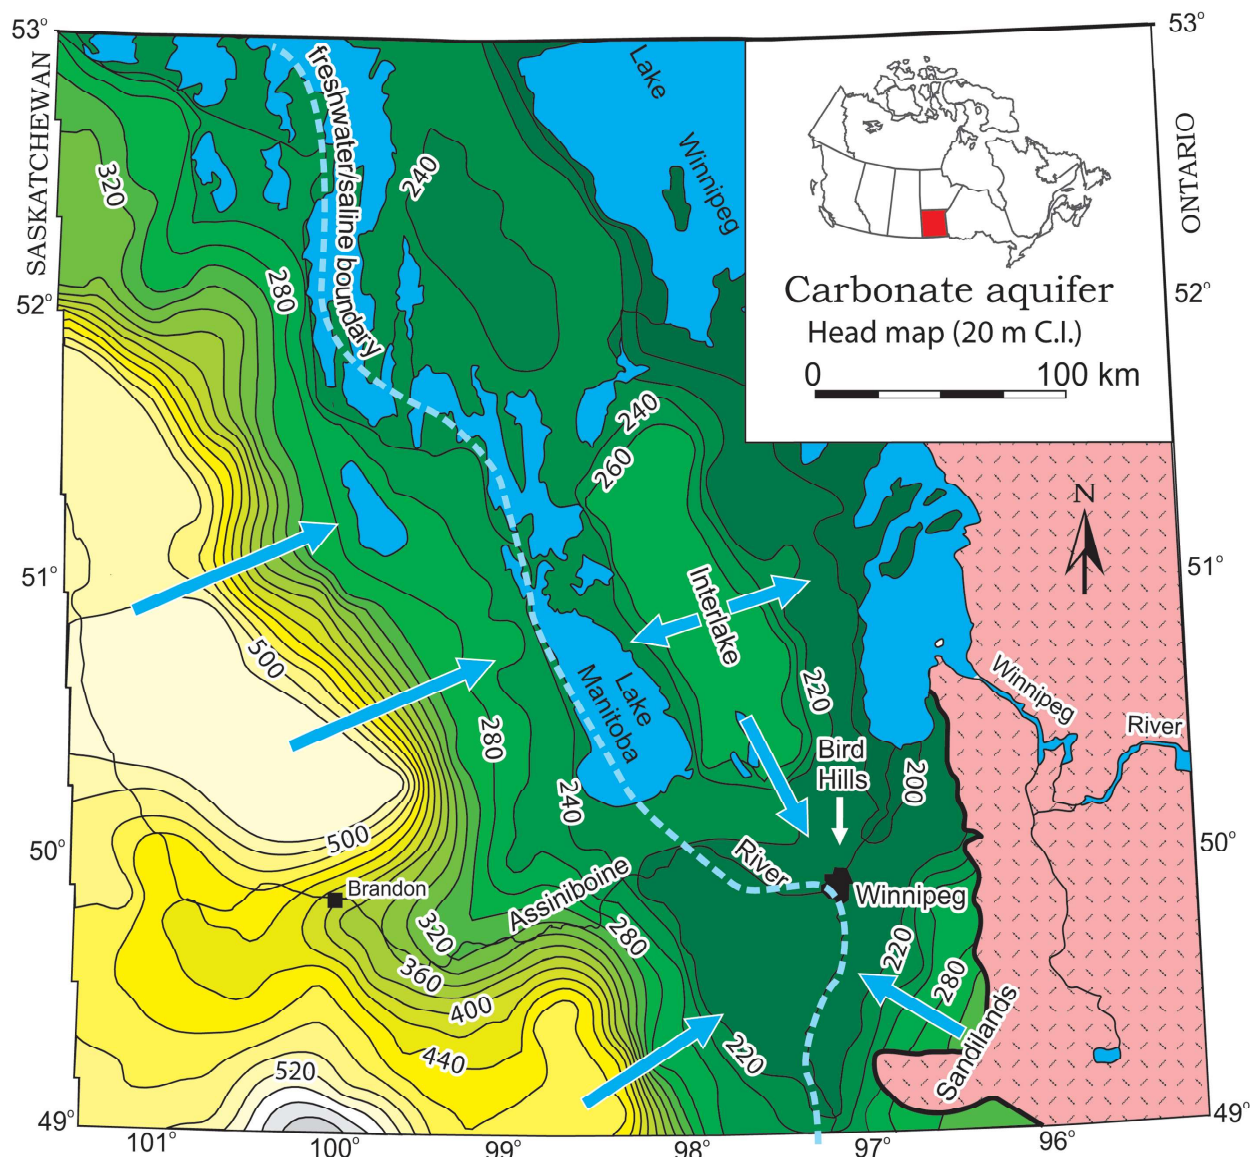 53°
53°
SASKATCHEWAN
ONTARIO
freshwater/saline boundary
Lake
Winnipeg
320
240
280
52°
52°
Carbonate aquifer
Head map (20 m C.I.)
0
100 km
240
260
N
51°
51°
Interlake
500
Lake
Manitoba
280
220
Winnipeg
River
Bird
Hills
200
240
500
50°
50°
River
Brandon
Assiniboine
Winnipeg
320
280
220
360
280
400
440
220
Sandilands
520
49°
49°
101°
100°
99°
98°
97°
96°